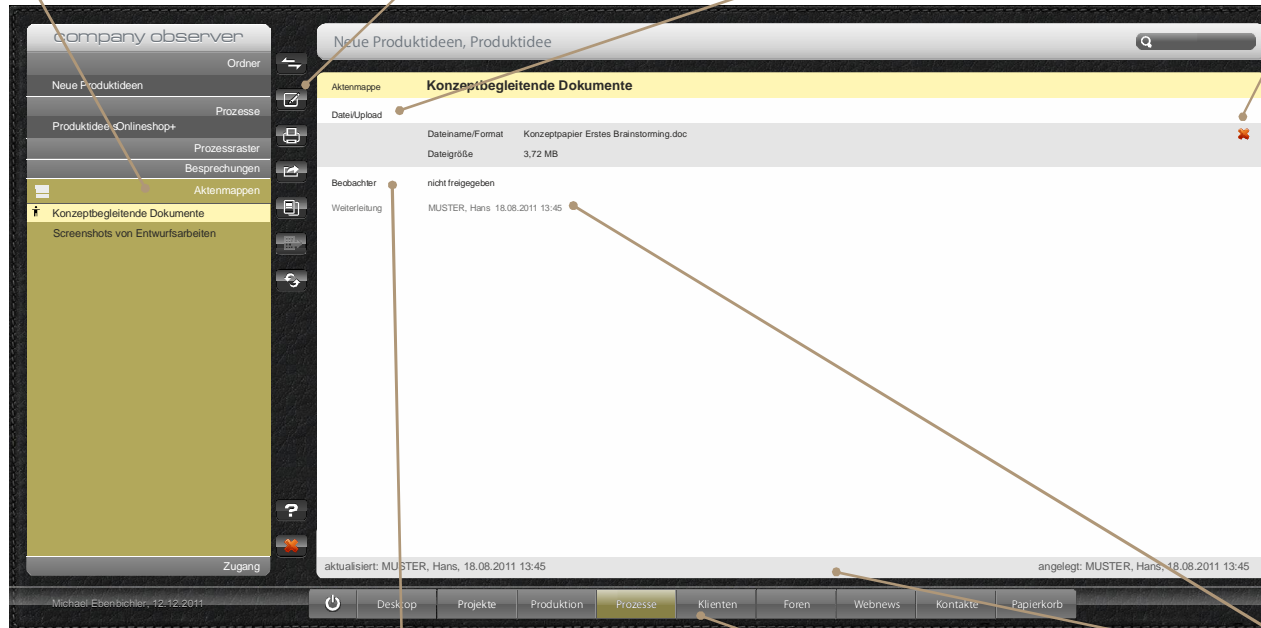 company observer
Ordner
Neue Produktideen
Prozesse
Produktidee sOnlineshop+
Prozessraster
Besprechungen
Aktenmappen
Konzeptbegleitende Dokumente
Screenshots von Entwurfsarbeiten
Zugang
Michael Ebenbichler, 12.12.2011
Neue Produktideen, Produktidee
Aktenmappe Konzeptbegleitende Dokumente
Datei/Upload
Dateiname/Format Konzeptpapier Erstes Brainstorming.doc
Dateigröße 3,72 MB
Beobachter nicht freigegeben
Weiterleitung MUSTER, Hans 18.08.2011 13:45
?
aktualisiert: MUSTER, Hans, 18.08.2011 13:45 angelegt: MUSTER, Hans, 18.08.2011 13:45
Desktop Projekte Produktion Prozesse Klienten Foren Webnews Kontakte Papierkorb